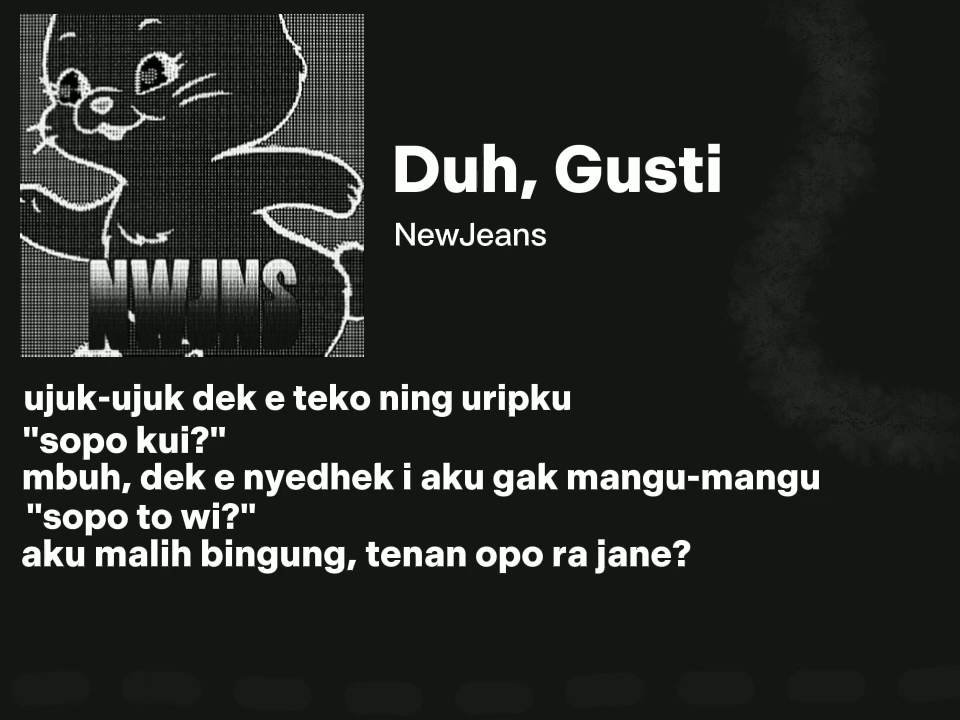 NWJNS
Duh, Gusti
NewJeans
ujuk-ujuk dek e teko ning uripku
"sopo kui?"
mbuh, dek e nyedhek i aku gak mangu-mangu
"sopo to wi?"
aku malih bingung, tenan opo ra jane?